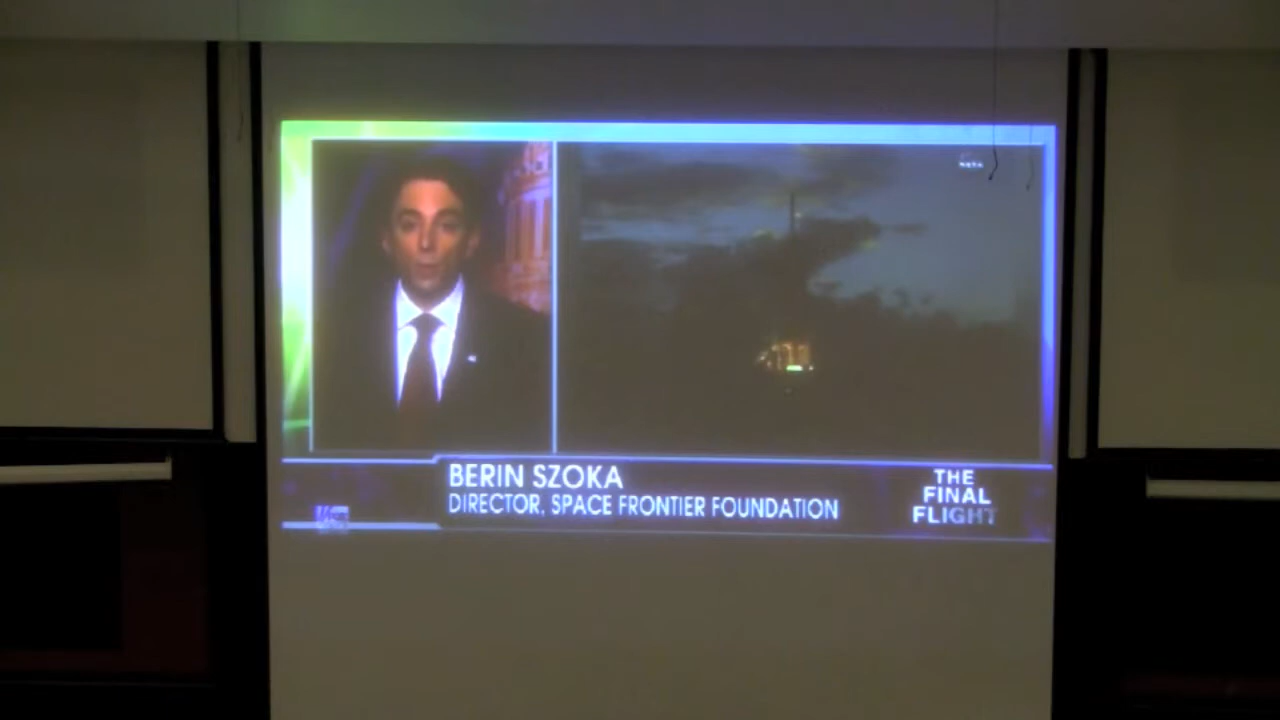 BERIN SZOKA
DIRECTOR, SPACE FRONTIER FOUNDATION
THE
FINAL
FLIGHT